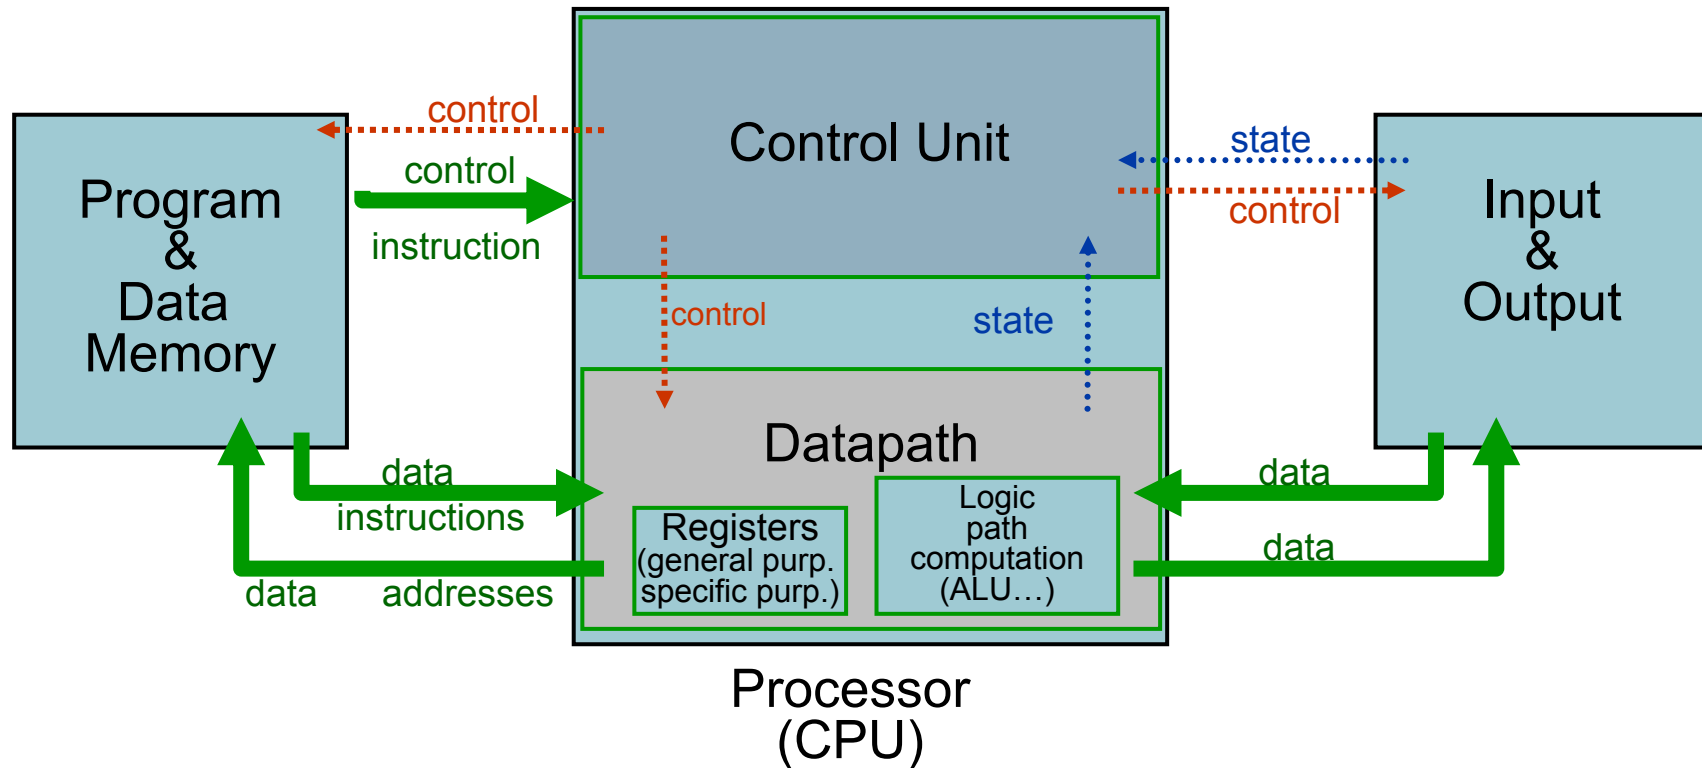 Program
&
Data
Memory
control
control
instruction
Control Unit
control
state
state
control
Input
&
Output
Datapath
Registers
(general purp.
specific purp.)
Logic
path
computation
(ALU…)
data
instructions
data addresses
data
data
Processor
(CPU)